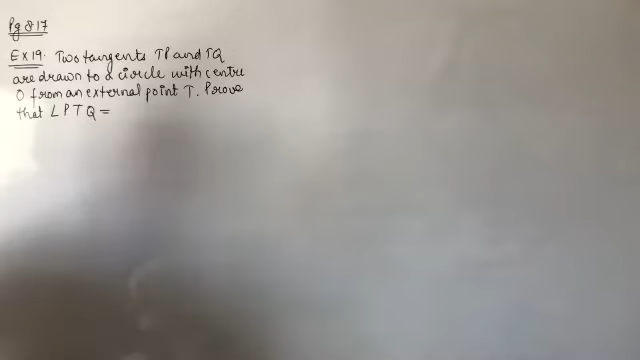 Pg 817
EX 19. Two tangents TP and TQ
are drawn to a circle with centre
O from an external point T. Prove
that ∠PTQ =